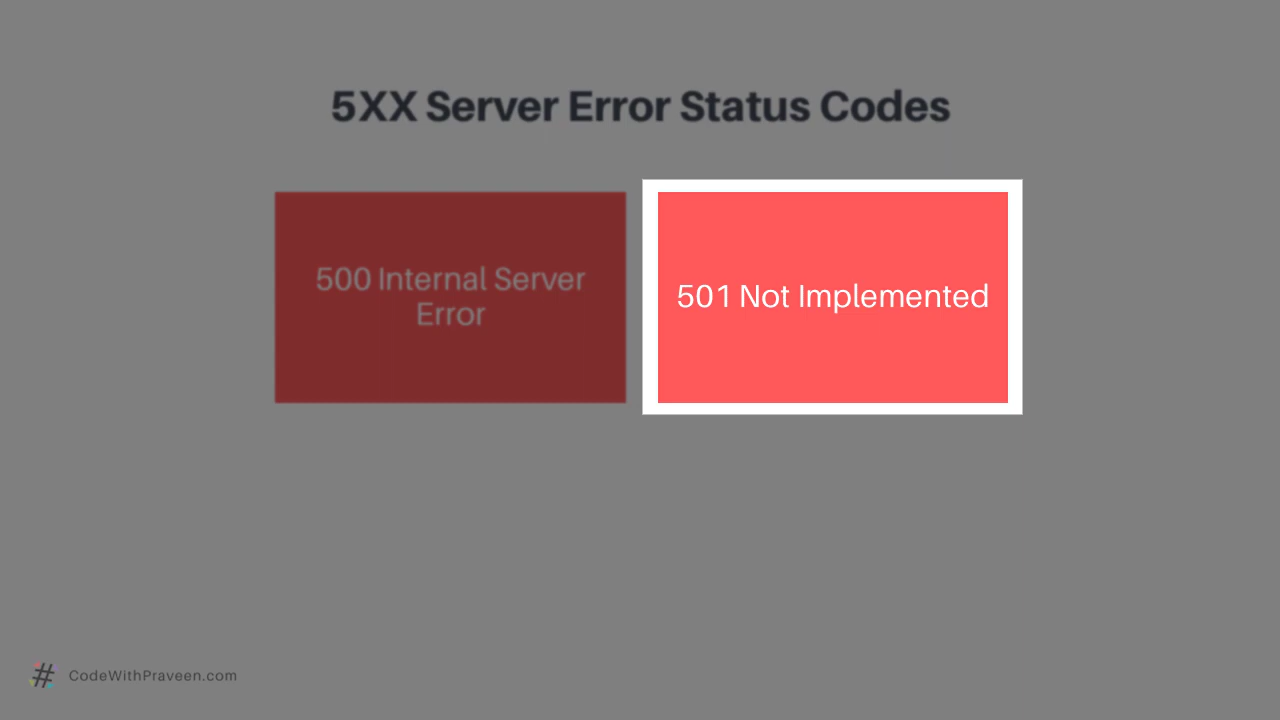 5XX Server Error Status Codes
500 Internal Server
Error
501 Not Implemented
# CodeWithPraveen.com